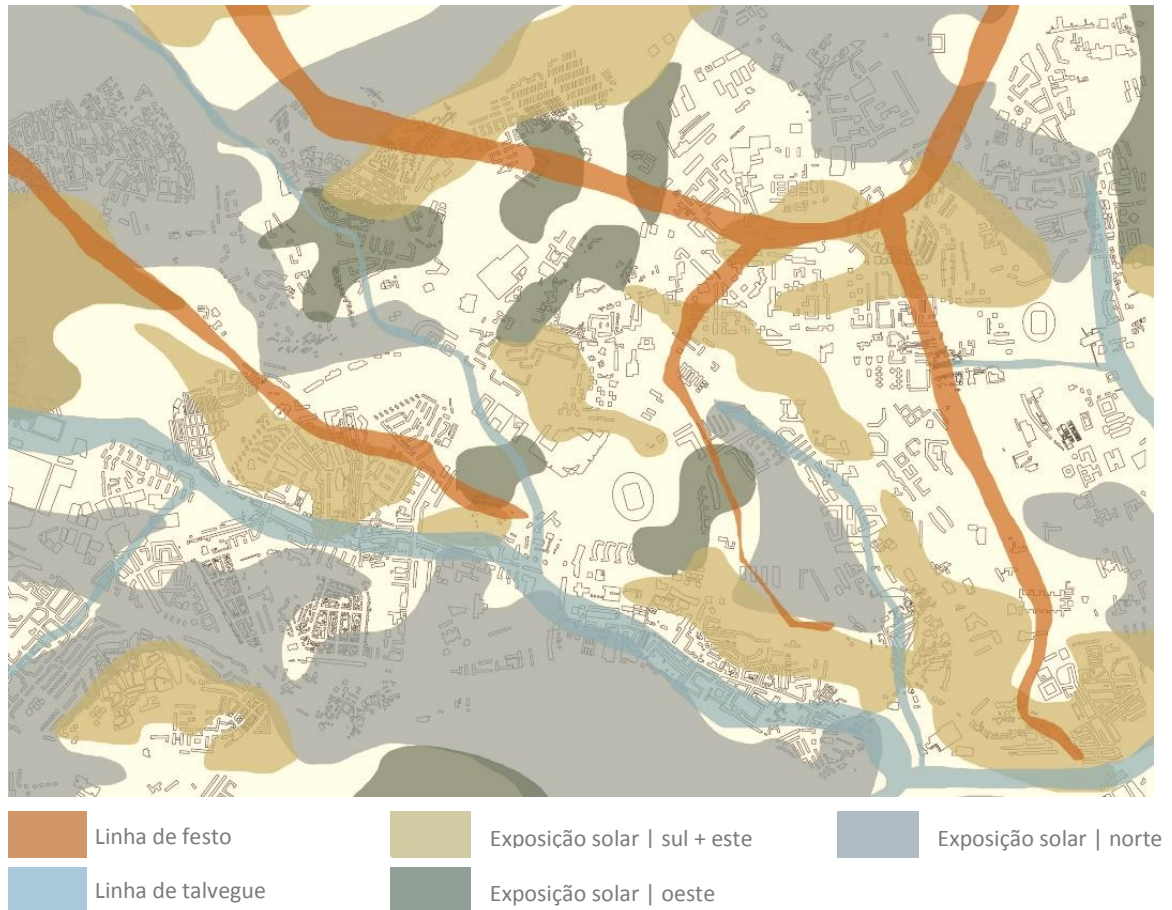 Linha de festo
Exposição solar | sul + este
Exposição solar | norte
Linha de talvegue
Exposição solar | oeste